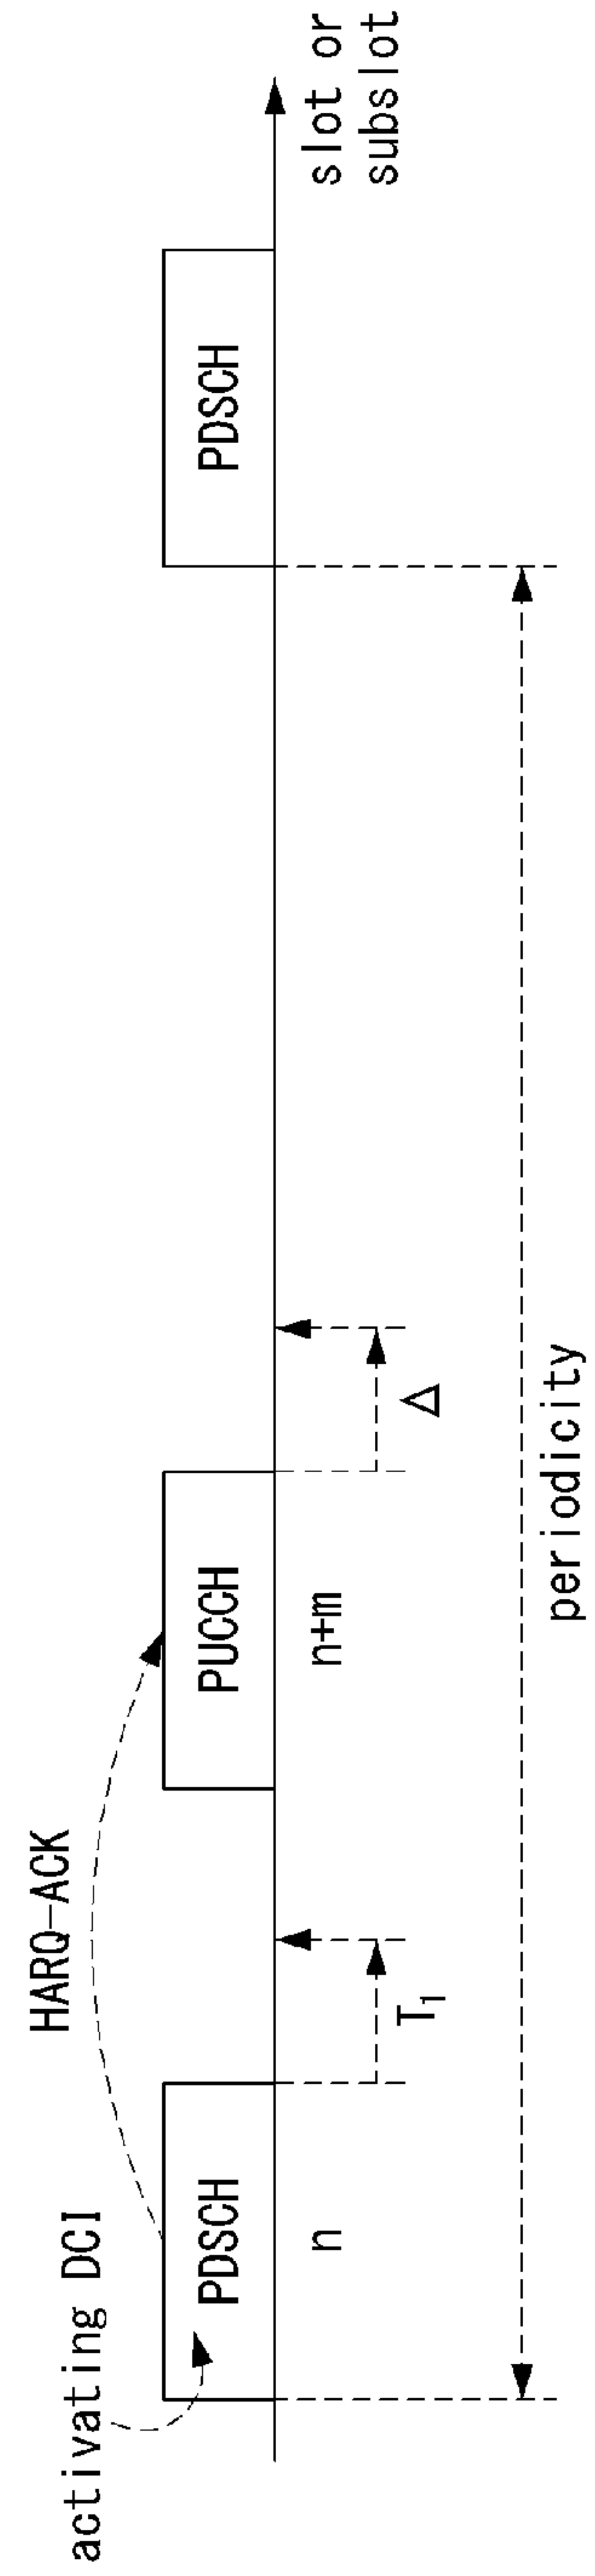 activating DCI
HARQ-ACK
PDSCH
PUCCH
PDSCH
n
n+m
slot or
subslot
T1
Δ
periodicity